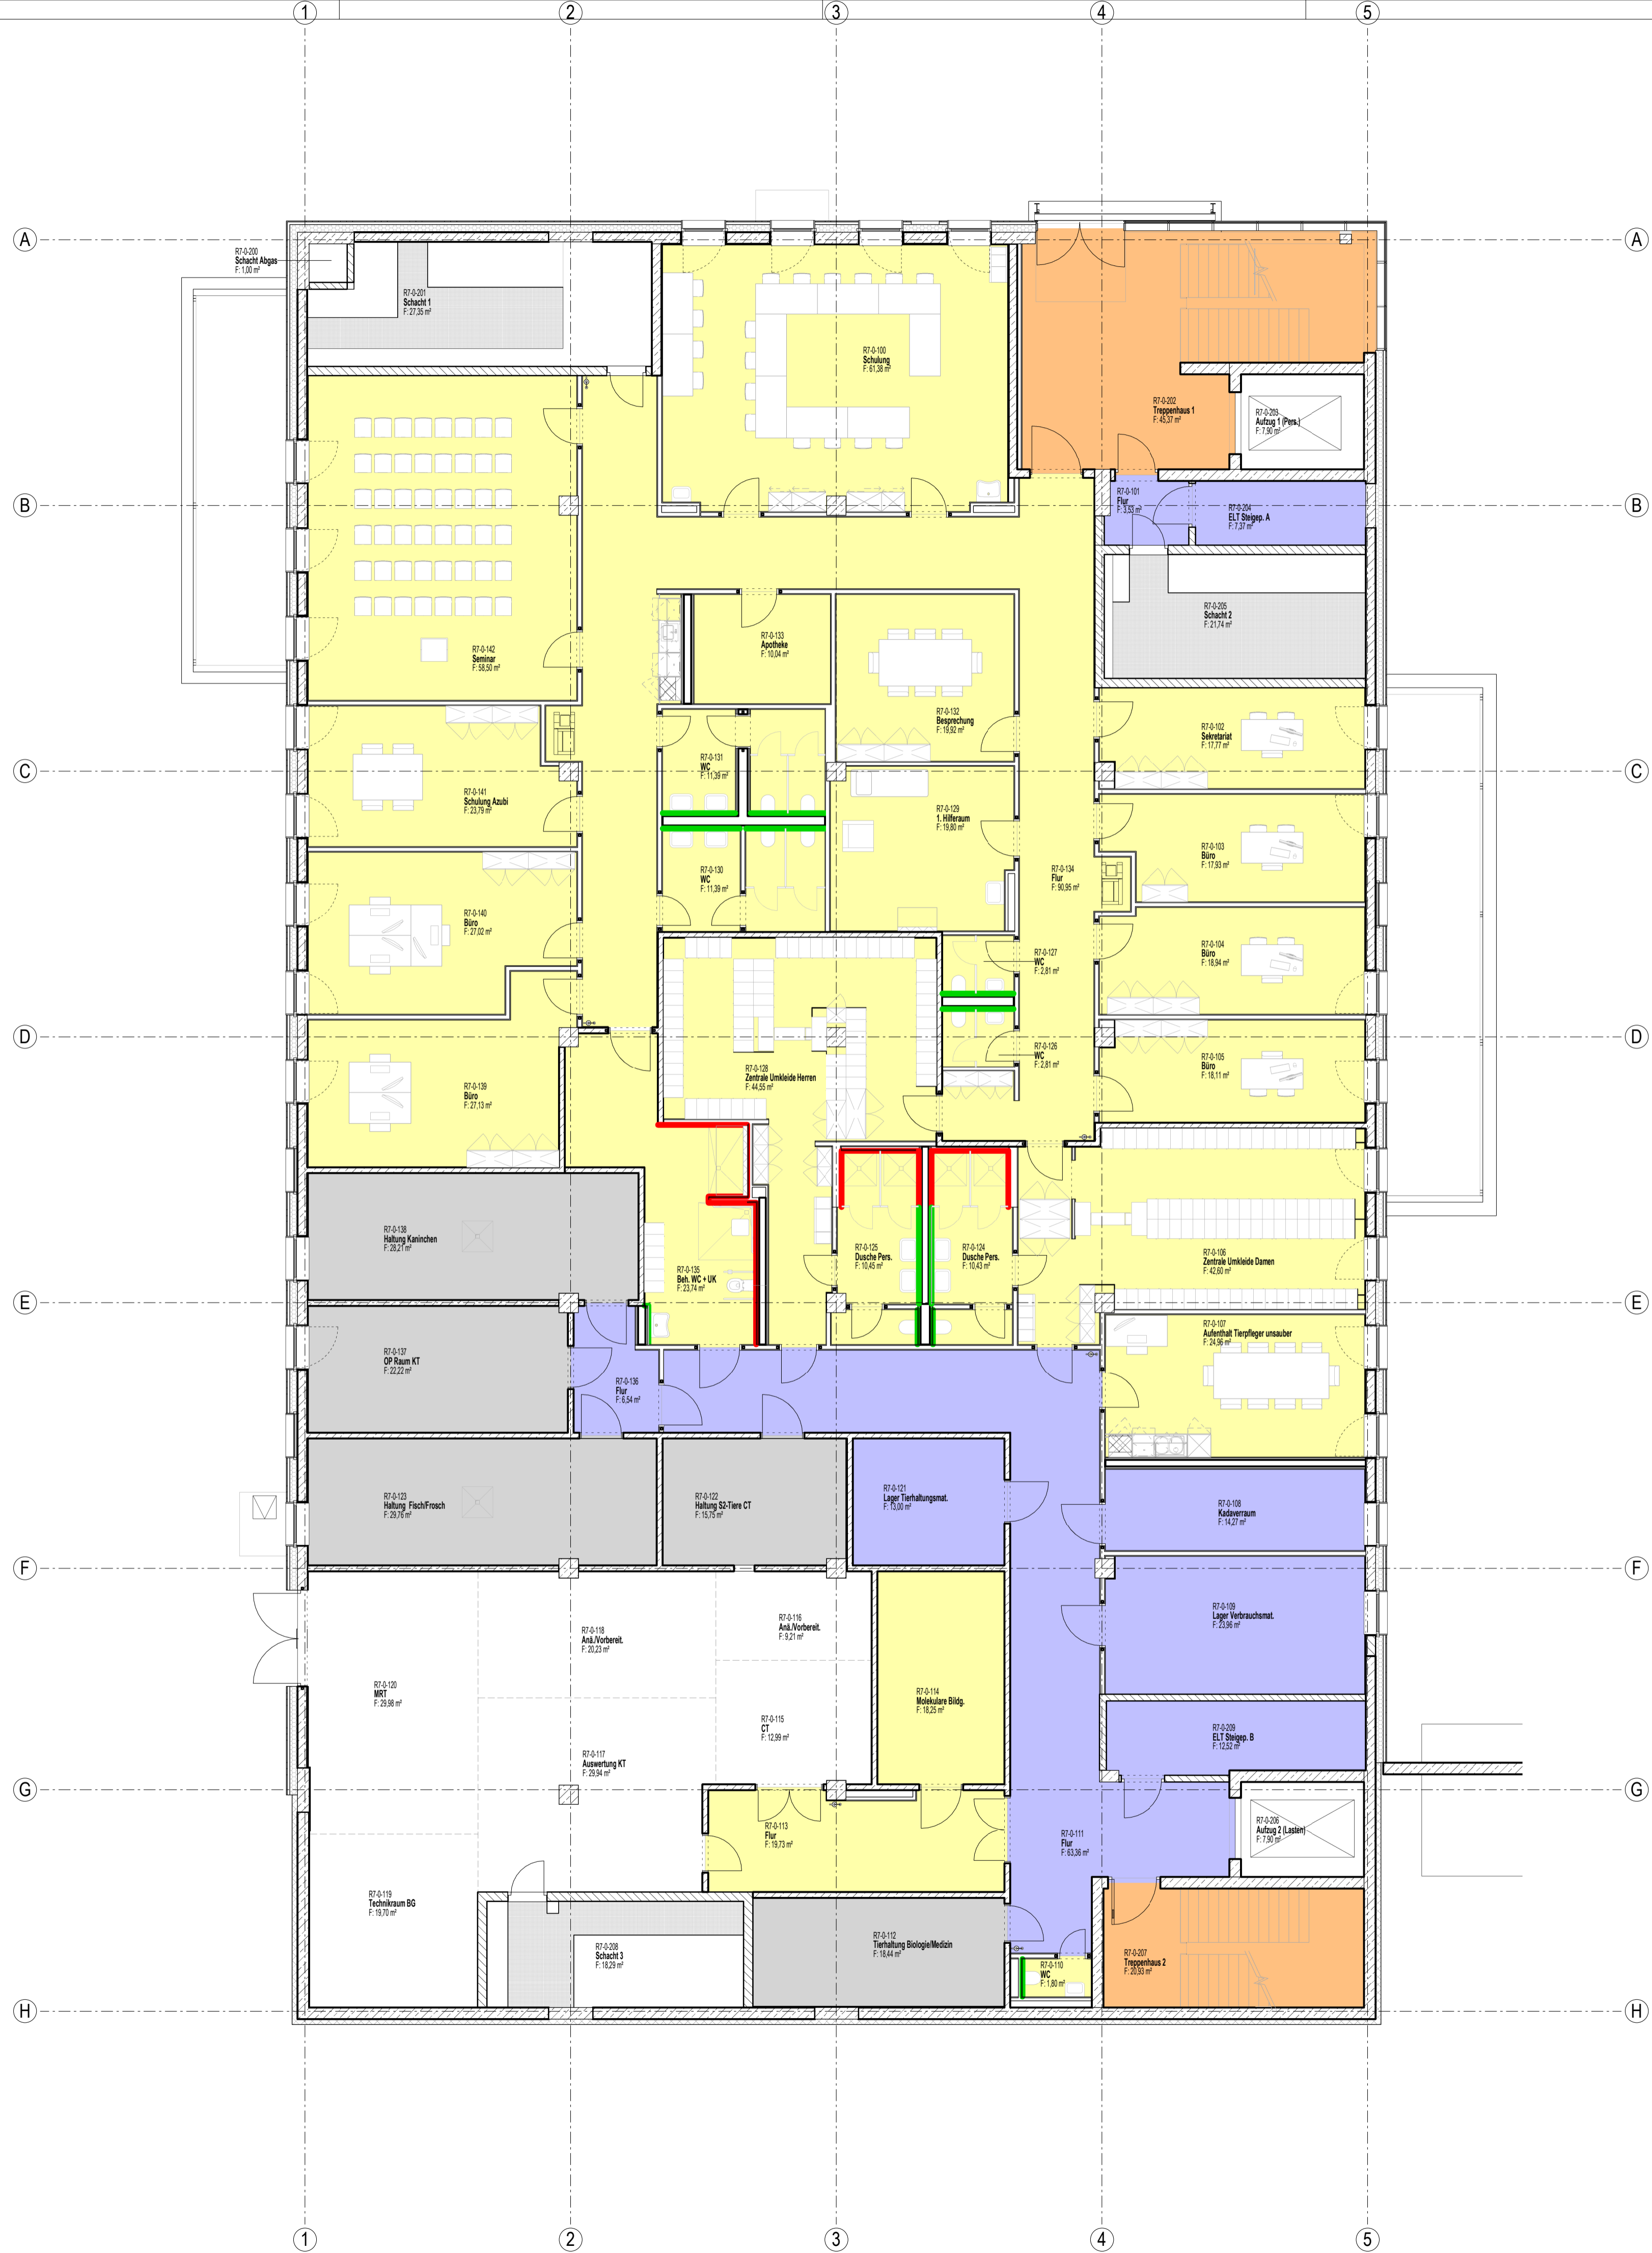 1 2 3 4 5
A A
R7-0-200
Schacht Abgas
F: 1,00 m²
R7-0-201
Schacht 1
F: 27,35 m²
R7-0-100
Schulung
F: 61,38 m²
R7-0-202
Treppenhaus 1
F: 45,37 m²
R7-0-203
Aufzug 1 (Pers.)
F: 7,90 m²
B B
R7-0-101
Flur
F: 3,53 m²
R7-0-204
ELT Steigep. A
F: 7,37 m²
R7-0-205
Schacht 2
F: 21,74 m²
R7-0-142
Seminar
F: 58,50 m²
R7-0-133
Apotheke
F: 10,04 m²
R7-0-132
Besprechung
F: 19,92 m²
R7-0-102
Sekretariat
F: 17,77 m²
C C
R7-0-131
WC
F: 11,39 m²
R7-0-141
Schulung Azubi
F: 23,79 m²
R7-0-129
1. Hilferaum
F: 19,80 m²
R7-0-103
Büro
F: 17,93 m²
R7-0-130
WC
F: 11,39 m²
R7-0-134
Flur
F: 90,95 m²
R7-0-140
Büro
F: 27,02 m²
R7-0-104
Büro
F: 18,94 m²
R7-0-127
WC
F: 2,81 m²
D D
R7-0-126
WC
F: 2,81 m²
R7-0-105
Büro
F: 18,11 m²
R7-0-128
Zentrale Umkleide Herren
F: 44,55 m²
R7-0-139
Büro
F: 27,13 m²
R7-0-138
Haltung Kaninchen
F: 28,21 m²
R7-0-135
Beh. WC + UK
F: 23,74 m²
R7-0-125
Dusche Pers.
F: 10,45 m²
R7-0-124
Dusche Pers.
F: 10,43 m²
R7-0-106
Zentrale Umkleide Damen
F: 42,60 m²
E E
R7-0-107
Aufenthalt Tierpfleger unsauber
F: 24,96 m²
R7-0-137
OP Raum KT
F: 22,22 m²
R7-0-136
Flur
F: 6,54 m²
R7-0-123
Haltung Fisch/Frosch
F: 29,76 m²
R7-0-122
Haltung S2-Tiere CT
F: 15,75 m²
R7-0-121
Lager Tierhaltungsmat.
F: 13,00 m²
R7-0-108
Kadaverraum
F: 14,27 m²
F F
R7-0-109
Lager Verbrauchsmat.
F: 23,96 m²
R7-0-118
Anä./Vorbereit.
F: 20,23 m²
R7-0-116
Anä./Vorbereit.
F: 9,21 m²
R7-0-120
MRT
F: 29,98 m²
R7-0-114
Molekulare Bildg.
F: 18,25 m²
R7-0-115
CT
F: 12,99 m²
R7-0-209
ELT Steigep. B
F: 12,52 m²
R7-0-117
Auswertung KT
F: 29,94 m²
G G
R7-0-113
Flur
F: 19,73 m²
R7-0-111
Flur
F: 63,36 m²
R7-0-206
Aufzug 2 (Lasten)
F: 7,90 m²
R7-0-119
Technikraum BG
F: 19,70 m²
R7-0-208
Schacht 3
F: 18,29 m²
R7-0-112
Tierhaltung Biologie/Medizin
F: 18,44 m²
R7-0-110
WC
F: 1,80 m²
R7-0-207
Treppenhaus 2
F: 20,93 m²
H H
1 2 3 4 5